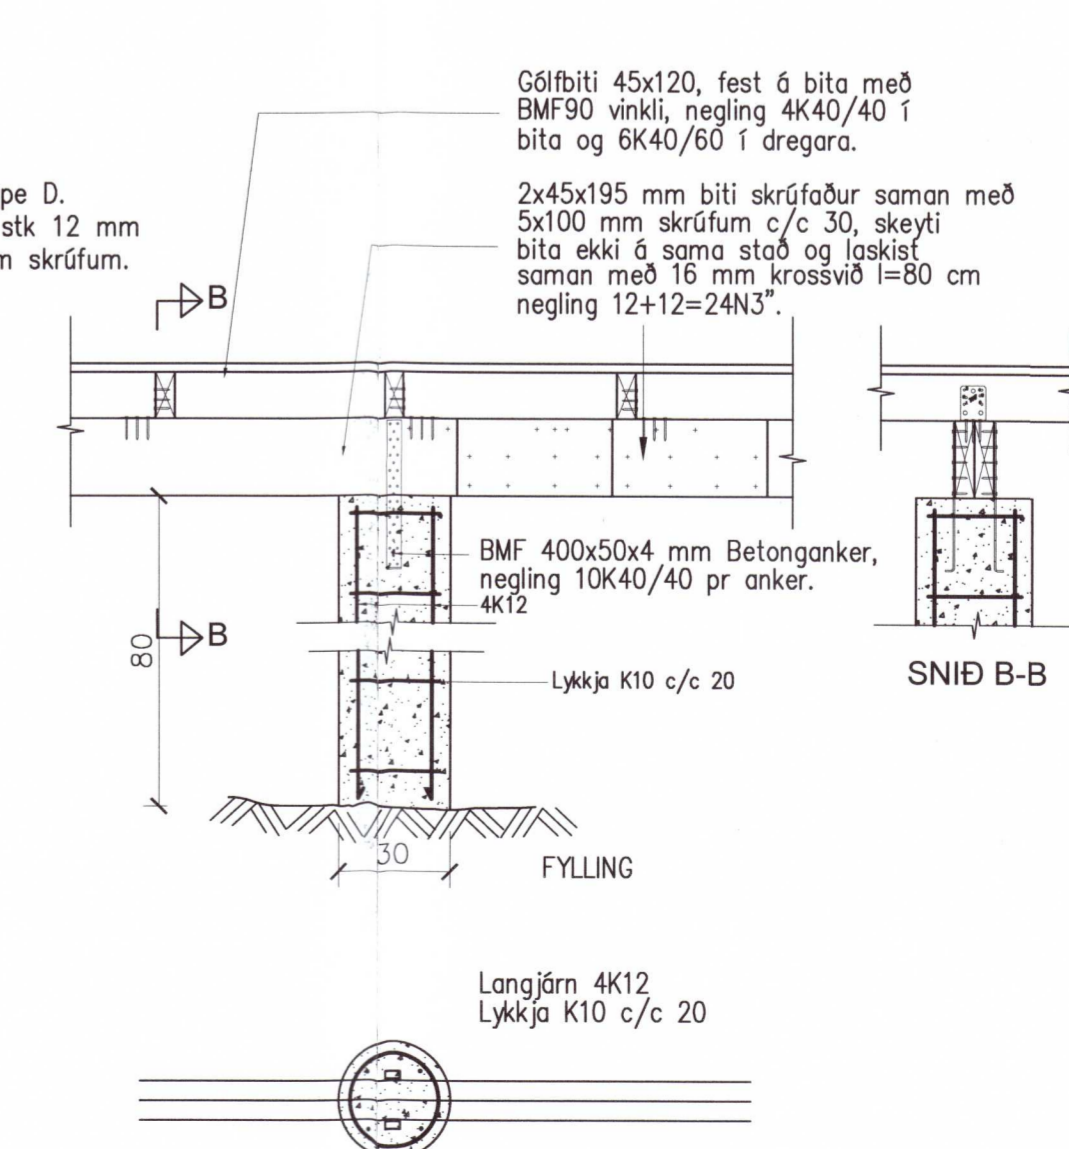 Gólfbiti 45x120, fest á bita með
BMF90 vinkli, negling 4K40/40 í
bita og 6K40/60 í dregara.
pe D.
stk 12 mm
skrúfum.
2x45x195 mm biti skrúfaður saman með
5x100 mm skrúfum c/c 30, skeyti
bita ekki á sama stað og laskist
saman með 16 mm krossvið l=80 cm
negling 12+12=24N3”.
B
BMF 400x50x4 mm Betonganker,
negling 10K40/40 pr anker.
4K12
B
80
Lykkja K10 c/c 20
SNIÐ B-B
30
FYLLING
Langjárn 4K12
Lykkja K10 c/c 20